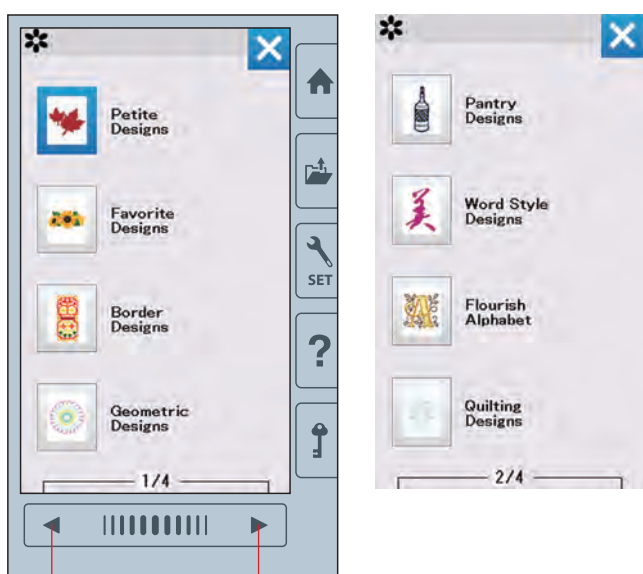 Petite
Designs
Favorite
Designs
Border
Designs
Geometric
Designs
1/4
SET
?
Pantry
Designs
美
Word Style
Designs
A
Flourish
Alphabet
Quilting
Designs
2/4